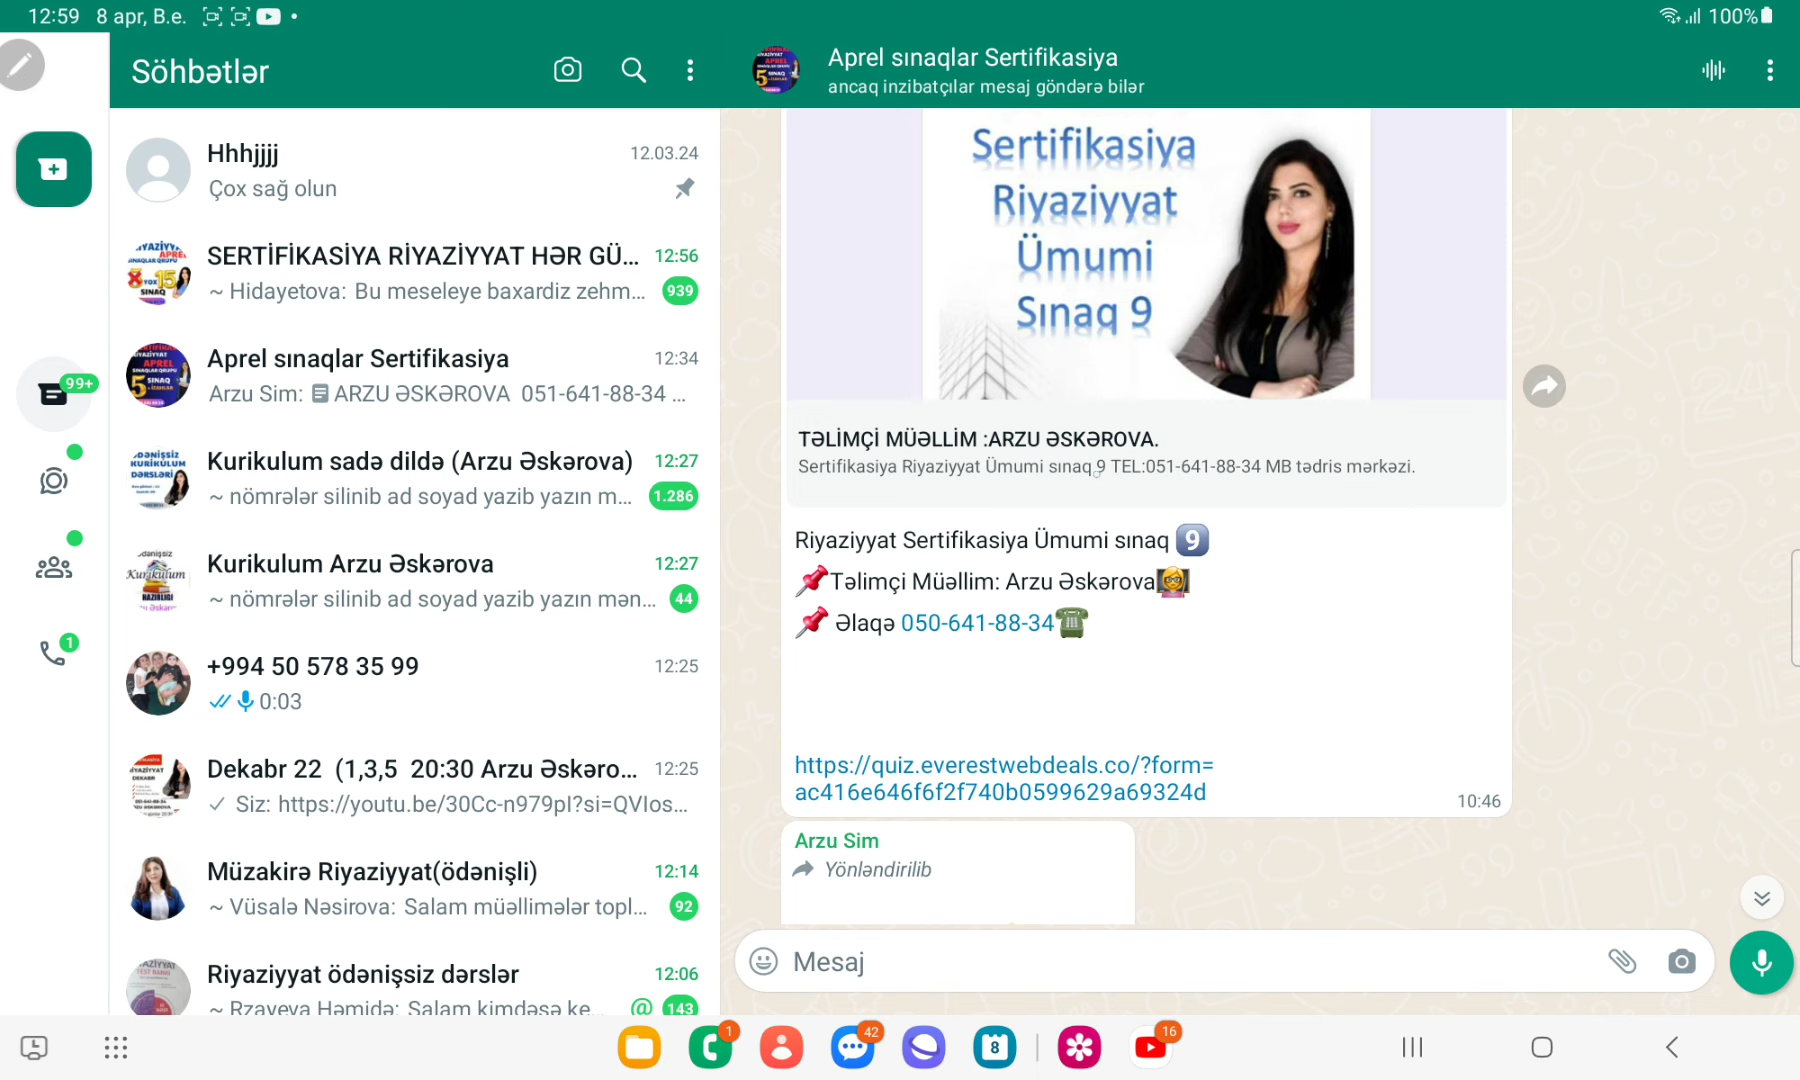 12:59 8 apr, B.e.
100%
Söhbətlər
Aprel sınaqlar Sertifikasiya
ancaq inzibatçılar mesaj göndərə bilər
99+
1
Hhhjjjj 12.03.24
Çox sağ olun
SERTİFİKASİYA RİYAZİYYAT HƏR GÜ... 12:56
~ Hidayetova: Bu meseleye baxardiz zehm... 939
Aprel sınaqlar Sertifikasiya 12:34
Arzu Sim: ARZU ƏSKƏROVA 051-641-88-34 ...
Kurikulum sadə dildə (Arzu Əskərova) 12:27
~ nömrələr silinib ad soyad yazib yazın m... 1.286
Kurikulum Arzu Əskərova 12:27
~ nömrələr silinib ad soyad yazib yazın mən... 44
+994 50 578 35 99 12:25
0:03
Dekabr 22 (1,3,5 20:30 Arzu Əskəro... 12:25
Siz: https://youtu.be/30Cc-n979pI?si=QVIos...
Müzakirə Riyaziyyat(ödənişli) 12:14
~ Vüsalə Nəsirova: Salam müəllimələr topl... 92
Riyaziyyat ödənişsiz dərslər 12:06
~ Rzayeva Həmidə: Salam kimdəsə ke... @ 143
Sertifikasiya
Riyaziyyat
Ümumi
Sınaq 9
TƏLİMÇİ MÜƏLLİM :ARZU ƏSKƏROVA.
Sertifikasiya Riyaziyyat Ümumi sınaq 9 TEL:051-641-88-34 MB tədris mərkəzi.
Riyaziyyat Sertifikasiya Ümumi sınaq 9
Təlimçi Müəllim: Arzu Əskərova
Əlaqə 050-641-88-34
https://quiz.everestwebdeals.co/?form=
ac416e646f6f2f740b0599629a69324d
10:46
Arzu Sim
Yönləndirilib
Mesaj
1
42
8
16